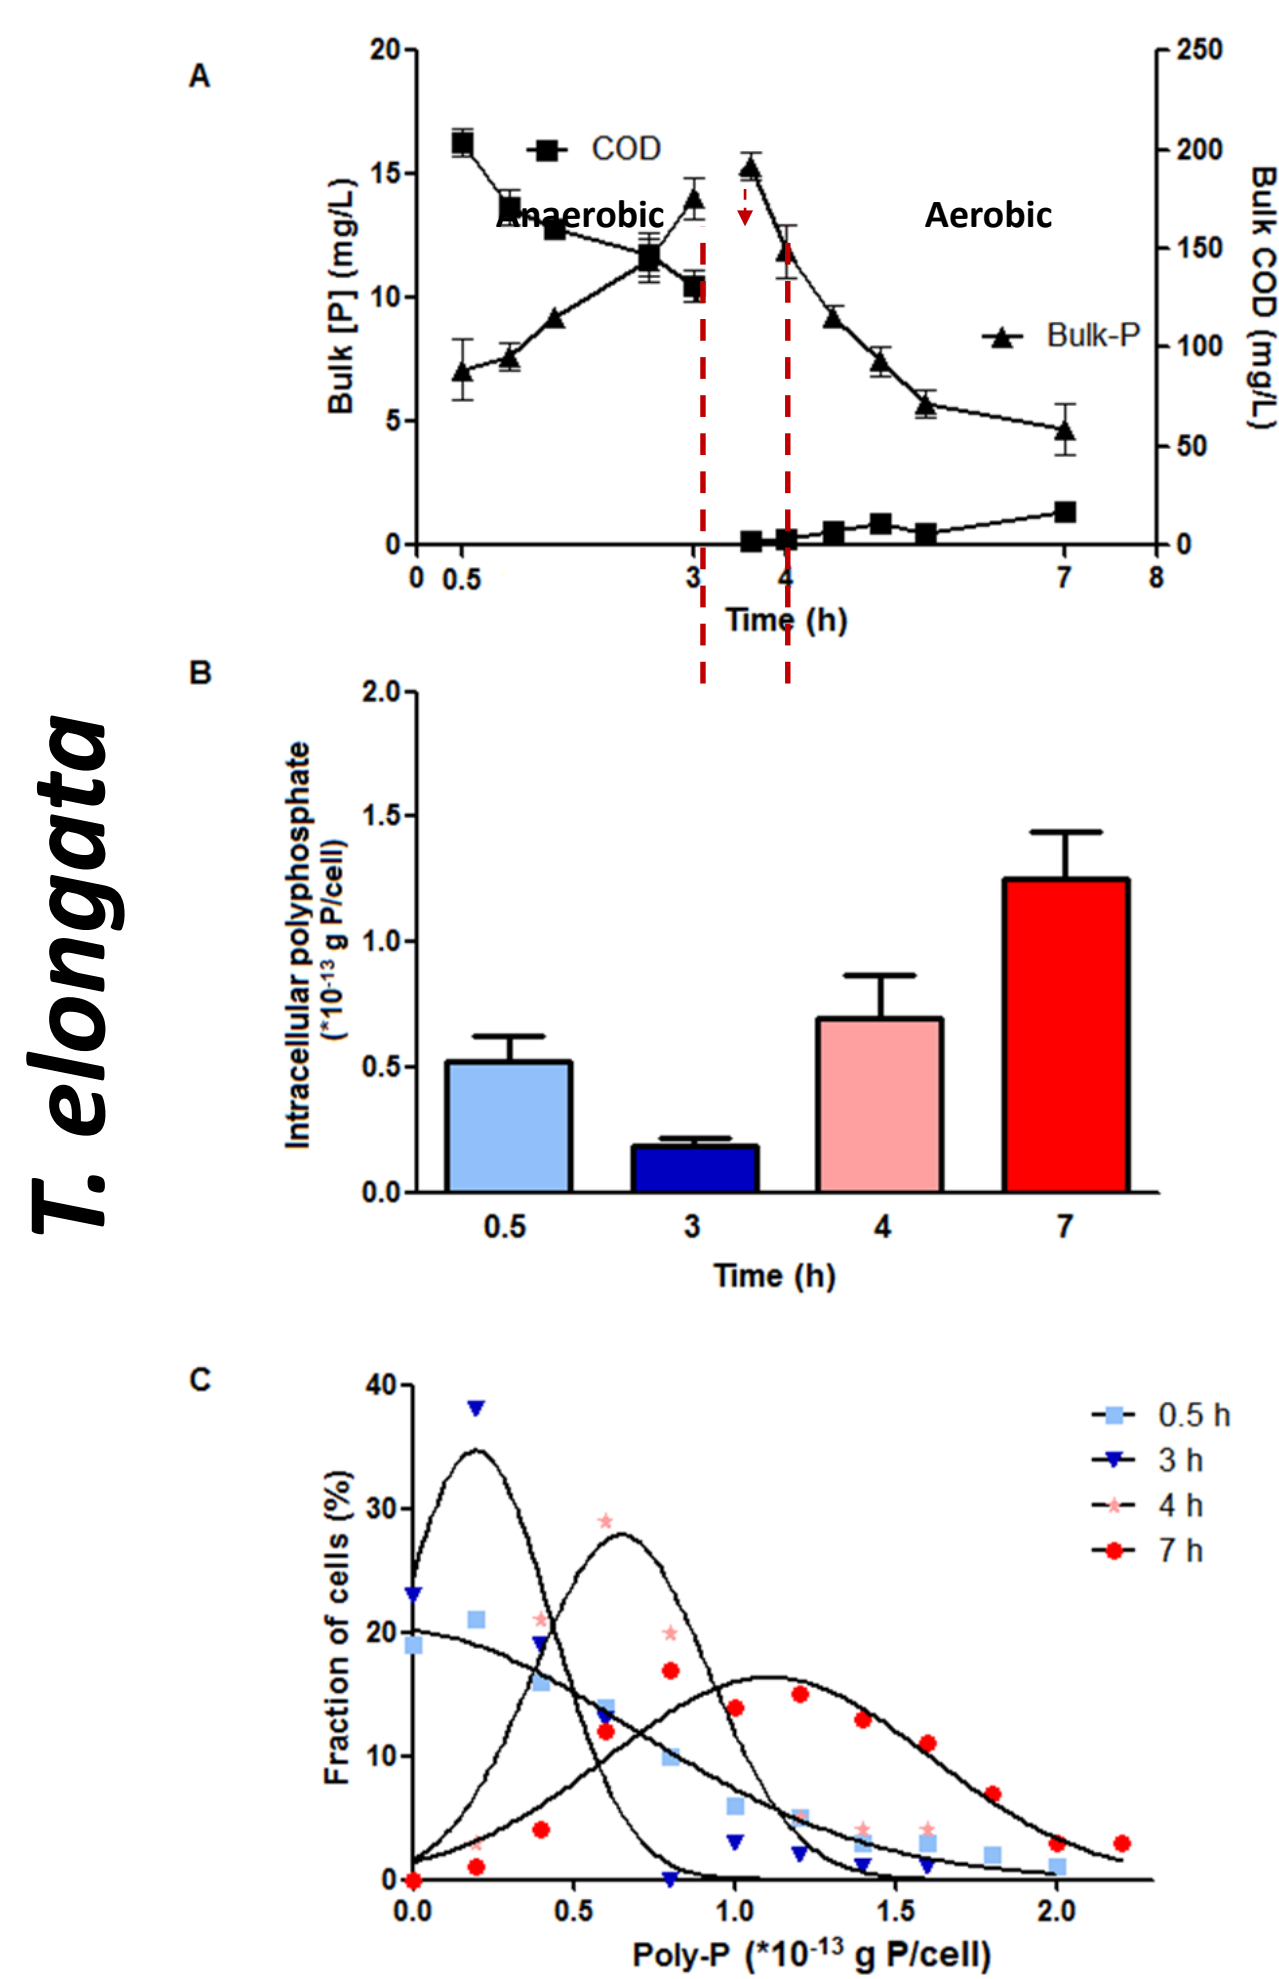 A
20
15
10
5
0
Bulk [P] (mg/L)
COD
Anaerobic
Aerobic
Bulk-P
250
200
150
100
50
0
Bulk COD (mg/L)
0 0.5 3 4 7 8
Time (h)
T. elongata
B
Intracellular polyphosphate
(*10⁻¹³ g P/cell)
2.0
1.5
1.0
0.5
0.0
0.5 3 4 7
Time (h)
C
Fraction of cells (%)
40
30
20
10
0
0.5 h
3 h
4 h
7 h
0.0 0.5 1.0 1.5 2.0
Poly-P (*10⁻¹³ g P/cell)